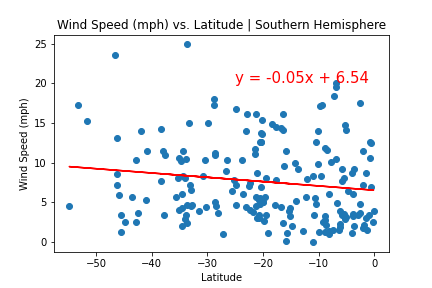 Wind Speed (mph) vs. Latitude | Southern Hemisphere
25
y = -0.05x + 6.54
20
15
10
5
0
Wind Speed (mph)
−50 −40 −30 −20 −10 0
Latitude